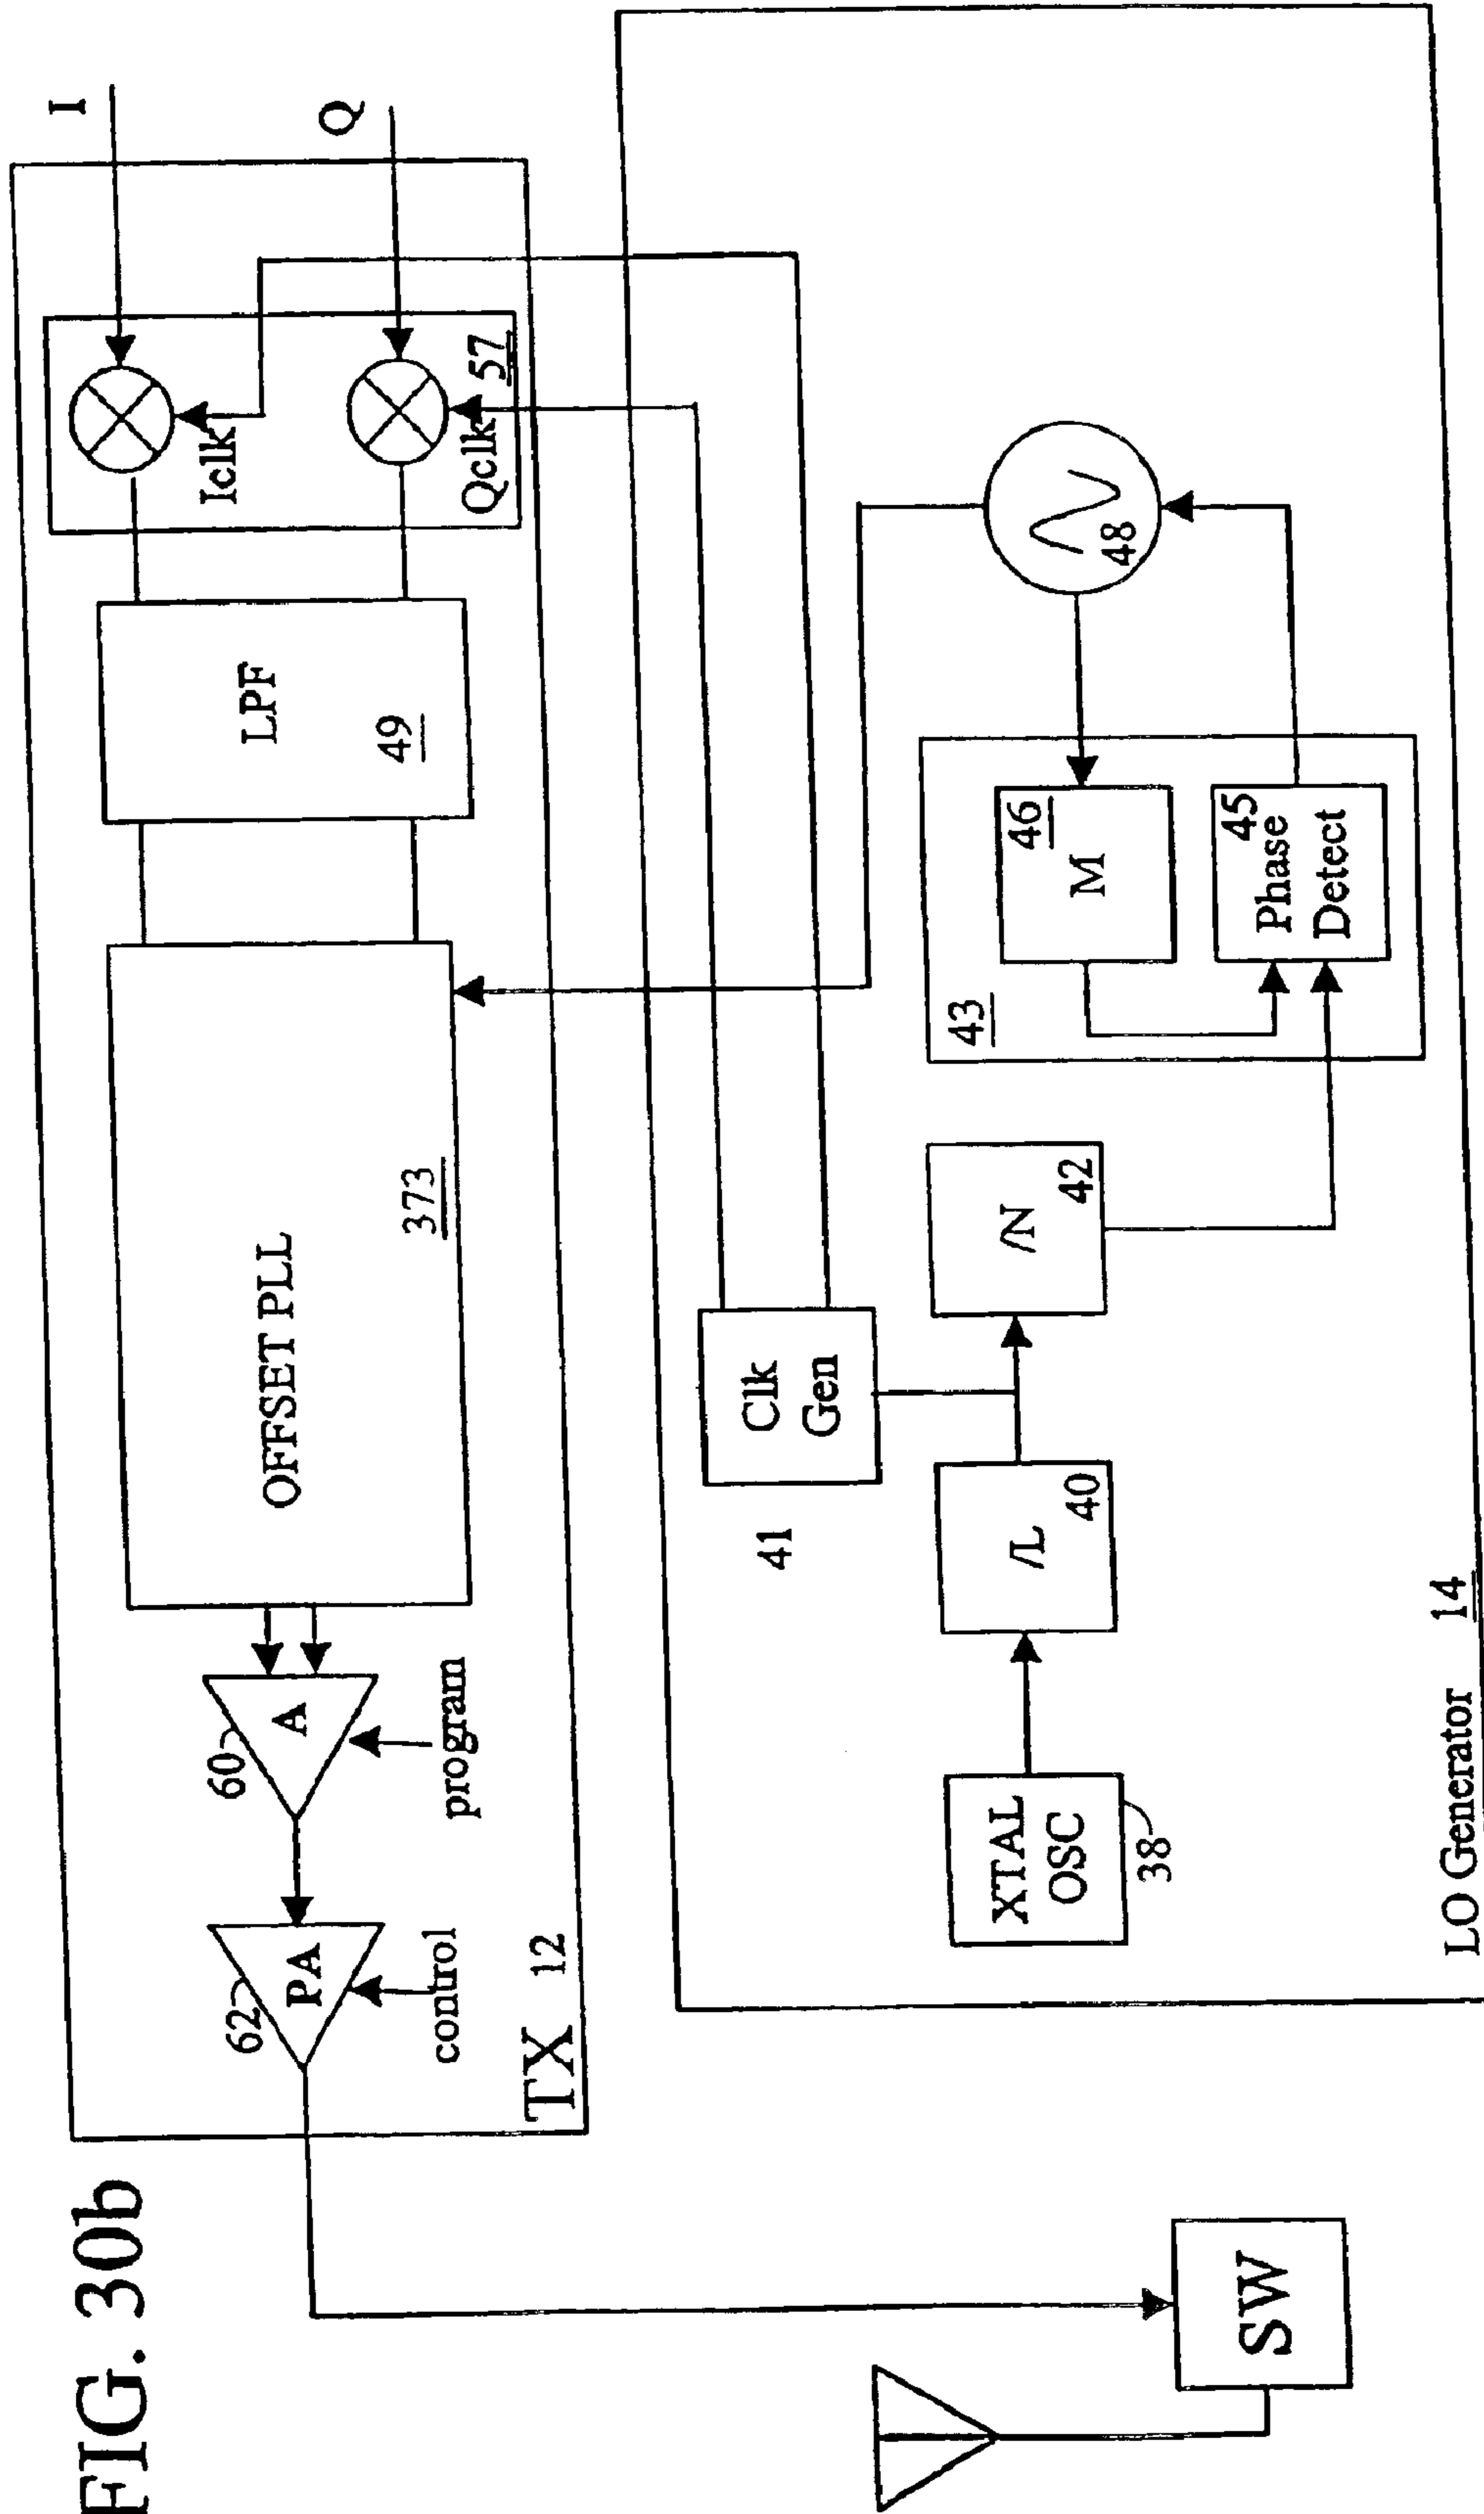 FIG. 30b
I
Q
62
PA
control
60
A
program
OFFSET PLL
373
LPF
49
Iclk
Qclk
57
TX 12
41
Clk
Gen
XTAL
OSC
38
/L
40
/N
42
43
M
46
Phase
Detect
45
48
LO Generator 14
SW